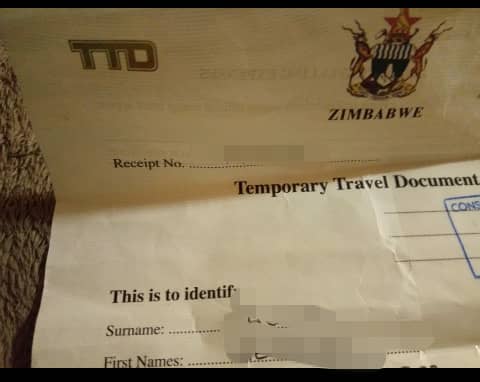 TTD
ZIMBABWE
Receipt No.
Temporary Travel Document
This is to identif
Surname:
First Names: